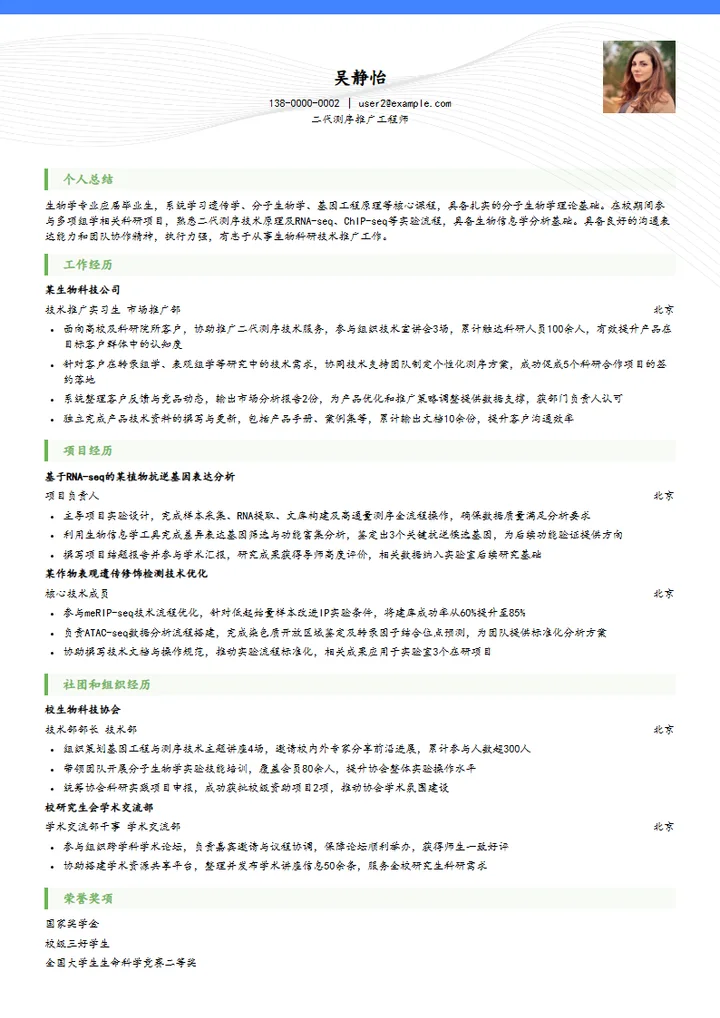 吴静怡
138-0000-0002 | user2@example.com
二代测序推广工程师
个人总结
生物学专业应届毕业生，系统学习遗传学、分子生物学、基因工程原理等核心课程，具备扎实的分子生物学理论基础。在校期间参
与多项组学相关科研项目，熟悉二代测序技术原理及RNA-seq、ChIP-seq等实验流程，具备生物信息学分析基础。具备良好的沟通表
达能力和团队协作精神，执行力强，有志于从事生物科研技术推广工作。
工作经历
某生物科技公司
技术推广实习生 市场推广部 北京
• 面向高校及科研院所客户，协助推广二代测序技术服务，参与组织技术宣讲会3场，累计触达科研人员100余人，有效提升产品在
目标客户群体中的认知度
• 针对客户在转录组学、表观组学等研究中的技术需求，协同技术支持团队制定个性化测序方案，成功促成5个科研合作项目的签
约落地
• 系统整理客户反馈与竞品动态，输出市场分析报告2份，为产品优化和推广策略调整提供数据支撑，获部门负责人认可
• 独立完成产品技术资料的撰写与更新，包括产品手册、案例集等，累计输出文档10余份，提升客户沟通效率
项目经历
基于RNA-seq的某植物抗逆基因表达分析
项目负责人 北京
• 主导项目实验设计，完成样本采集、RNA提取、文库构建及高通量测序全流程操作，确保数据质量满足分析要求
• 利用生物信息学工具完成差异表达基因筛选与功能富集分析，鉴定出3个关键抗逆候选基因，为后续功能验证提供方向
• 撰写项目结题报告并参与学术汇报，研究成果获得导师高度评价，相关数据纳入实验室后续研究基础
某作物表观遗传修饰检测技术优化
核心技术成员 北京
• 参与meRIP-seq技术流程优化，针对低起始量样本改进IP实验条件，将建库成功率从60%提升至85%
• 负责ATAC-seq数据分析流程搭建，完成染色质开放区域鉴定及转录因子结合位点预测，为团队提供标准化分析方案
• 协助撰写技术文档与操作规范，推动实验流程标准化，相关成果应用于实验室3个在研项目
社团和组织经历
校生物科技协会
技术部部长 技术部 北京
• 组织策划基因工程与测序技术主题讲座4场，邀请校内外专家分享前沿进展，累计参与人数超300人
• 带领团队开展分子生物学实验技能培训，覆盖会员80余人，提升协会整体实验操作水平
• 统筹协会科研实践项目申报，成功获批校级资助项目2项，推动协会学术氛围建设
校研究生会学术交流部
学术交流部干事 学术交流部 北京
• 参与组织跨学科学术论坛，负责嘉宾邀请与议程协调，保障论坛顺利举办，获得师生一致好评
• 协助搭建学术资源共享平台，整理并发布学术讲座信息50余条，服务全校研究生科研需求
荣誉奖项
国家奖学金
校级三好学生
全国大学生生命科学竞赛二等奖